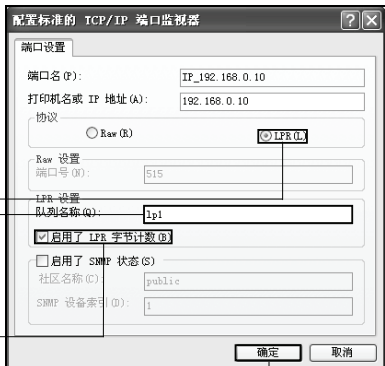 配置标准的 TCP/IP 端口监视器
端口设置
端口名(P): IP_192.168.0.10
打印机名或 IP 地址(A): 192.168.0.10
协议
Raw(R) LPR(L)
Raw 设置
端口号(N): 515
LPR 设置
队列名称(Q): lp1
启用了 LPR 字节计数(B)
启用了 SNMP 状态(S)
社区名称(C): public
SNMP 设备索引(D): 1
确定 取消